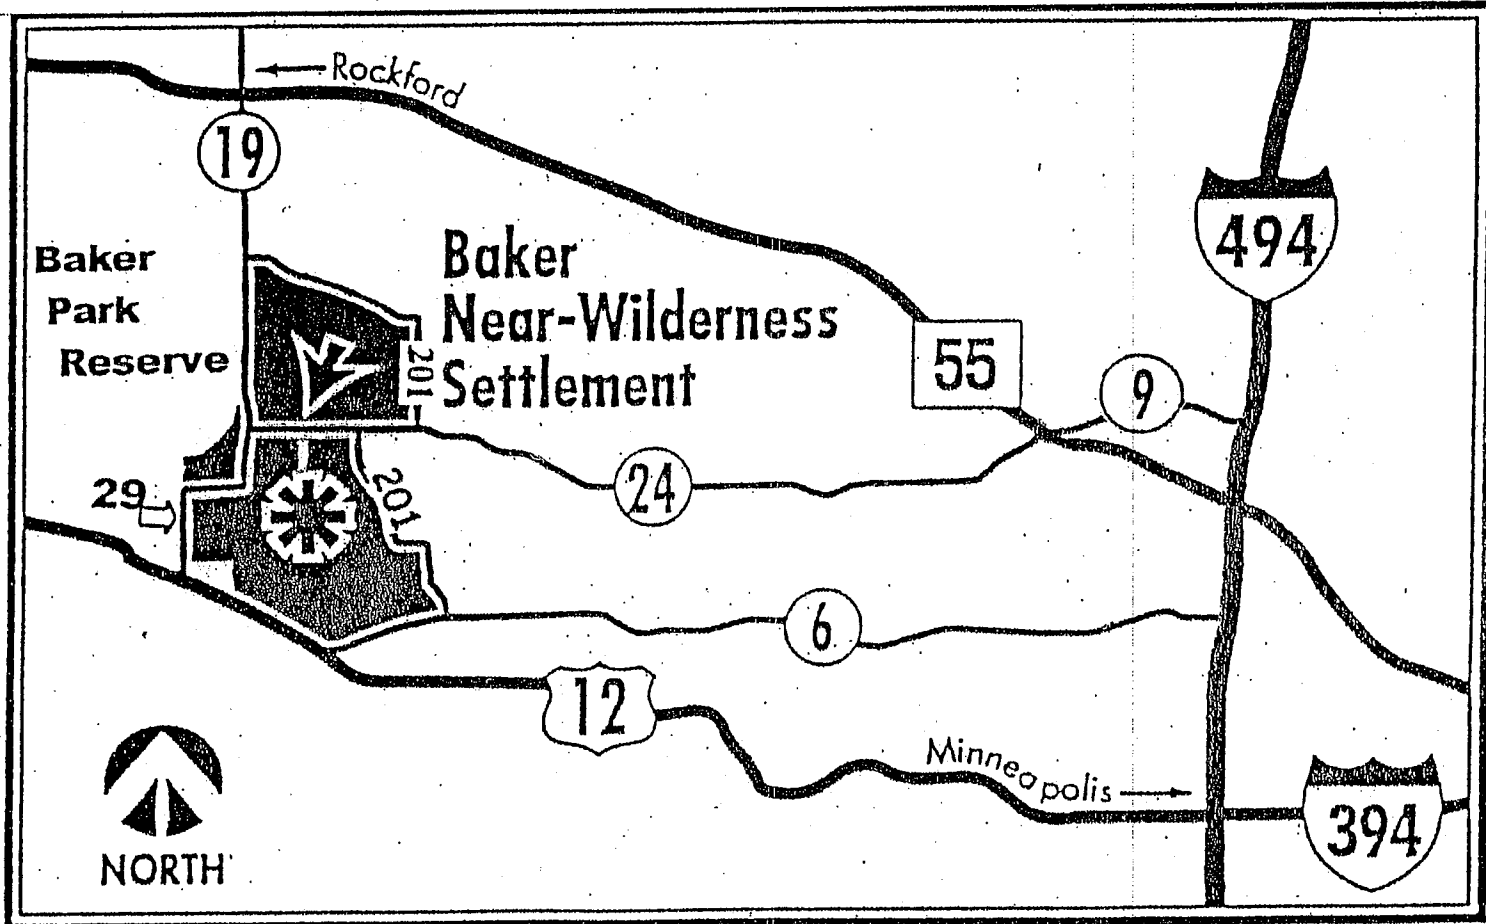 Rockford
19
494
Baker
Park
Reserve
Baker
Near-Wilderness
Settlement
201
55
9
29
201
24
6
12
Minneapolis
394
NORTH